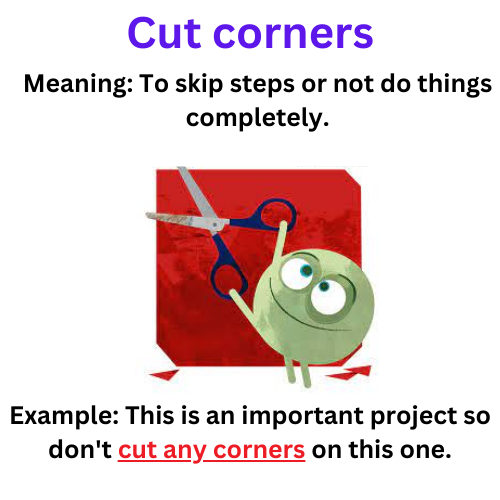 Cut corners
Meaning: To skip steps or not do things
completely.
Example: This is an important project so
don't cut any corners on this one.